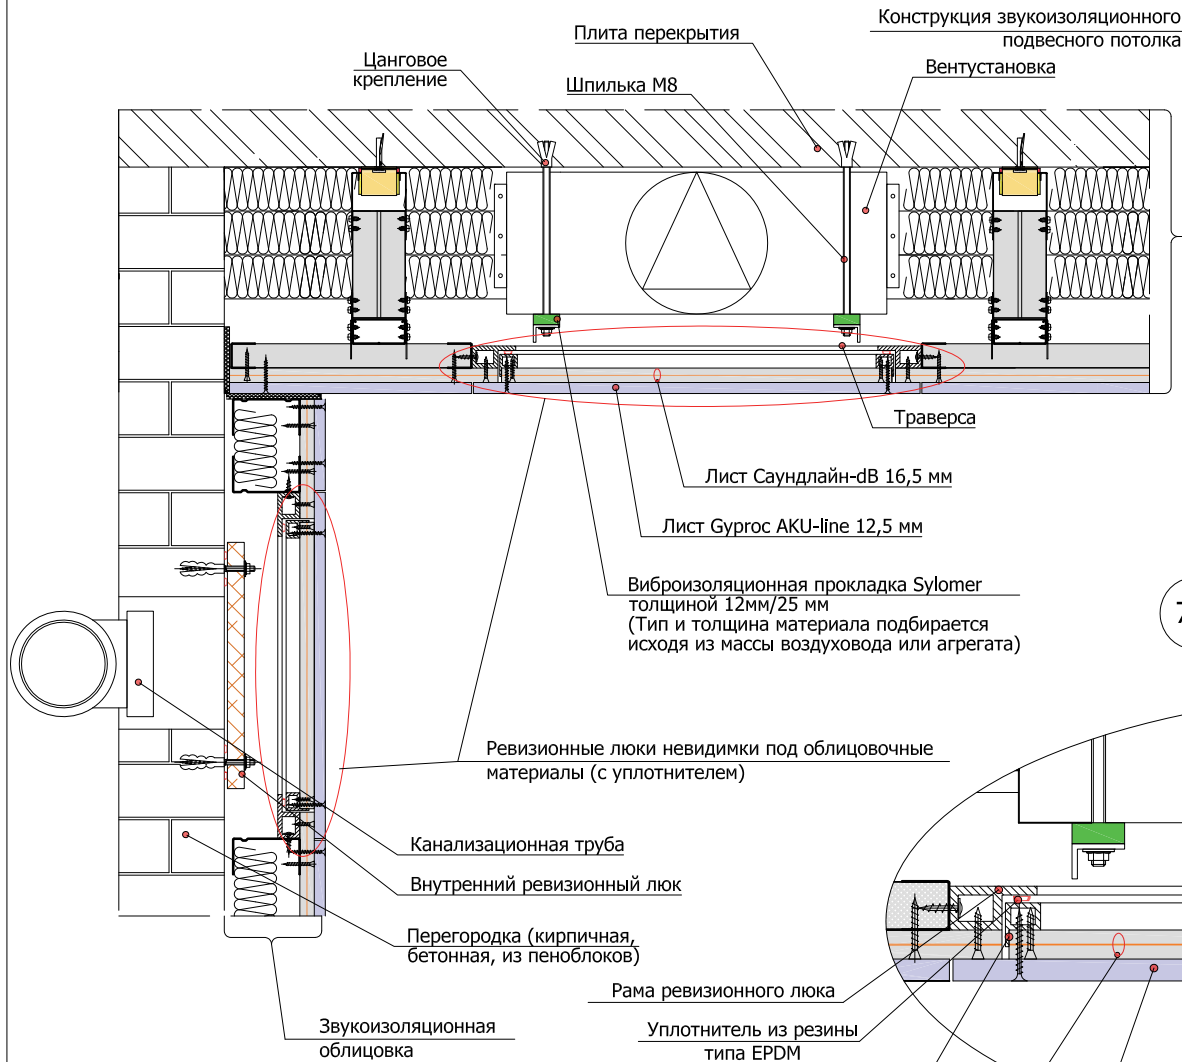 Конструкция звукоизоляционного
подвесного потолка
Плита перекрытия
Цанговое
крепление
Шпилька М8
Вентустановка
Траверса
Лист Саундлайн-dB 16,5 мм
Лист Gyproc AKU-line 12,5 мм
Виброизоляционная прокладка Sylomer
толщиной 12мм/25 мм
(Тип и толщина материала подбирается
исходя из массы воздуховода или агрегата)
7
Ревизионные люки невидимки под облицовочные
материалы (с уплотнителем)
Канализационная труба
Внутренний ревизионный люк
Перегородка (кирпичная,
бетонная, из пеноблоков)
Рама ревизионного люка
Звукоизоляционная
облицовка
Уплотнитель из резины
типа EPDM